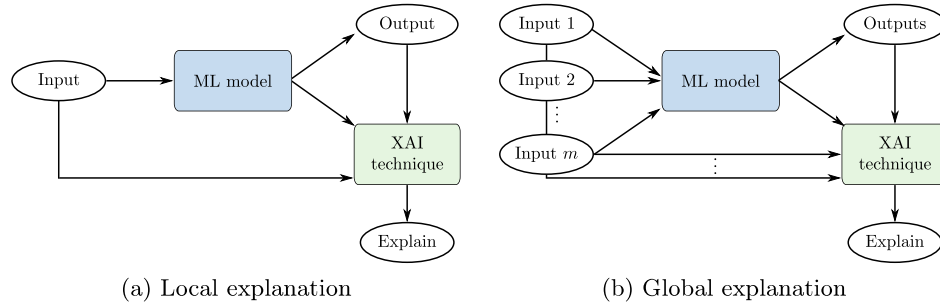 Output
Input
ML model
XAI
technique
Explain
(a) Local explanation
Input 1
Outputs
Input 2
ML model
⋮
Input m
XAI
technique
⋮
Explain
(b) Global explanation